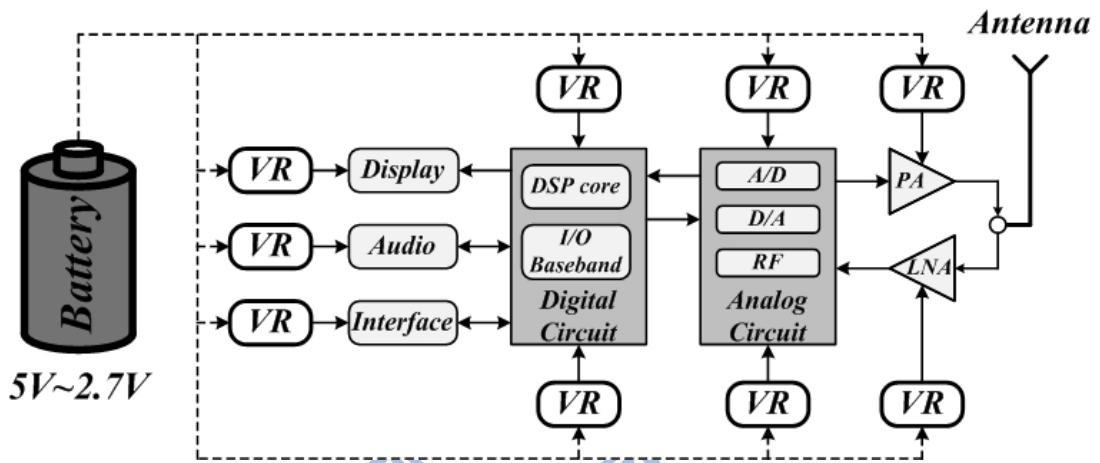 Antenna
VR
VR
VR
Battery
5V~2.7V
VR
Display
VR
Audio
VR
Interface
DSP core
I/O
Baseband
Digital
Circuit
A/D
D/A
RF
Analog
Circuit
PA
LNA
VR
VR
VR